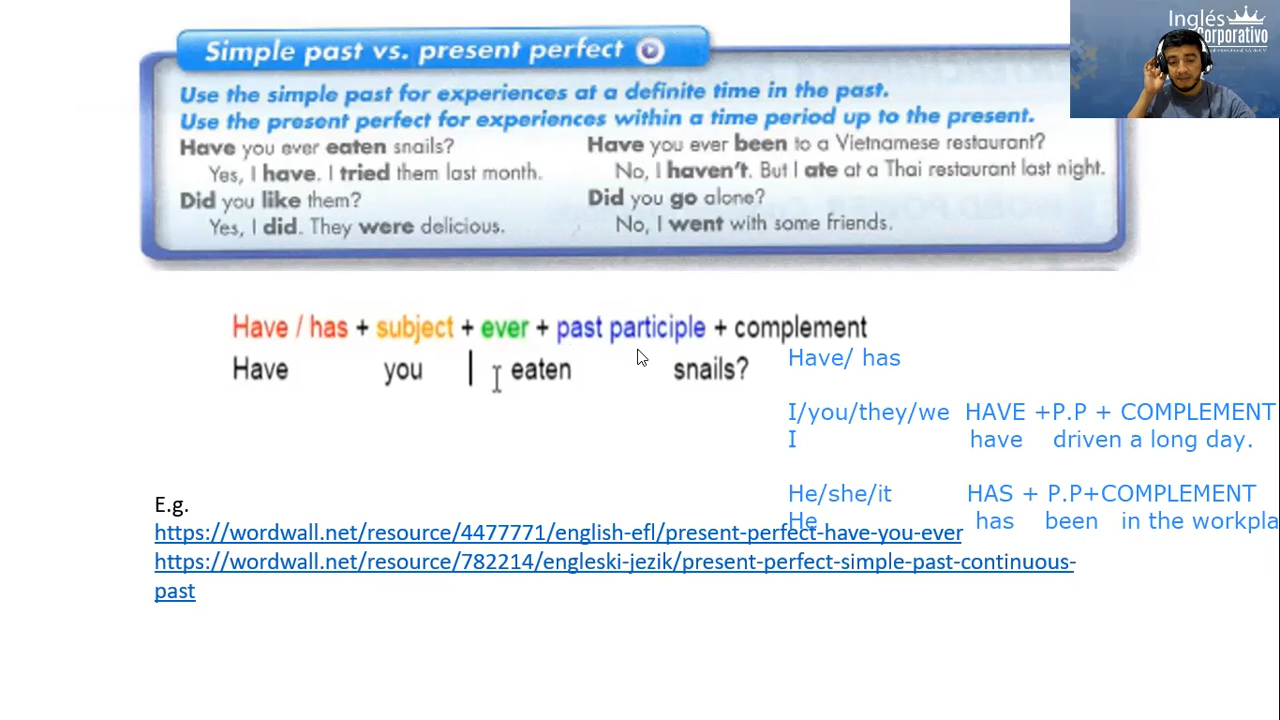 Inglés
Corporativo
Simple past vs. present perfect
Use the simple past for experiences at a definite time in the past.
Use the present perfect for experiences within a time period up to the present.
Have you ever eaten snails?
Yes, I have. I tried them last month.
Did you like them?
Yes, I did. They were delicious.
Have you ever been to a Vietnamese restaurant?
No, I haven't. But I ate at a Thai restaurant last night.
Did you go alone?
No, I went with some friends.
Have / has + subject + ever + past participle + complement
Have you eaten snails?
Have/ has
I/you/they/we HAVE +P.P + COMPLEMENT
I have driven a long day.
He/she/it HAS + P.P+COMPLEMENT
He has been in the workpla
E.g.
https://wordwall.net/resource/4477771/english-efl/present-perfect-have-you-ever
https://wordwall.net/resource/782214/engleski-jezik/present-perfect-simple-past-continuous-
past